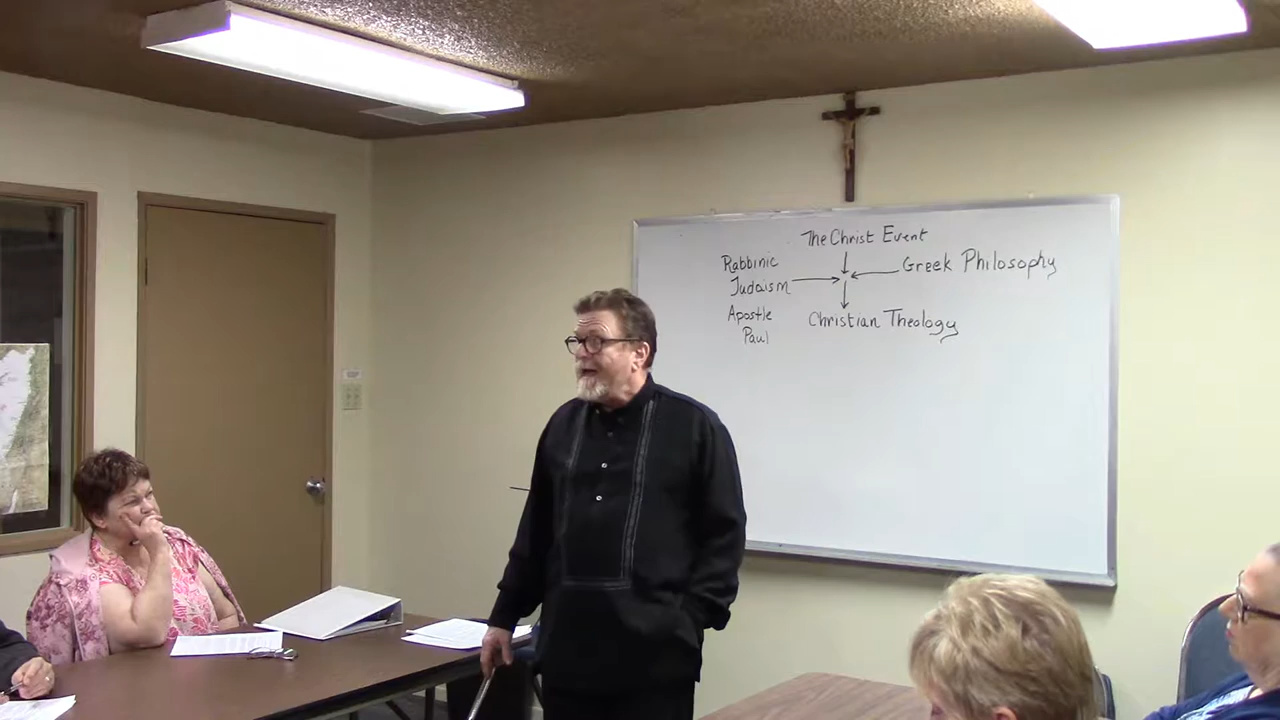 The Christ Event
Rabbinic
Judaism
Greek Philosophy
Apostle
Paul
Christian Theology